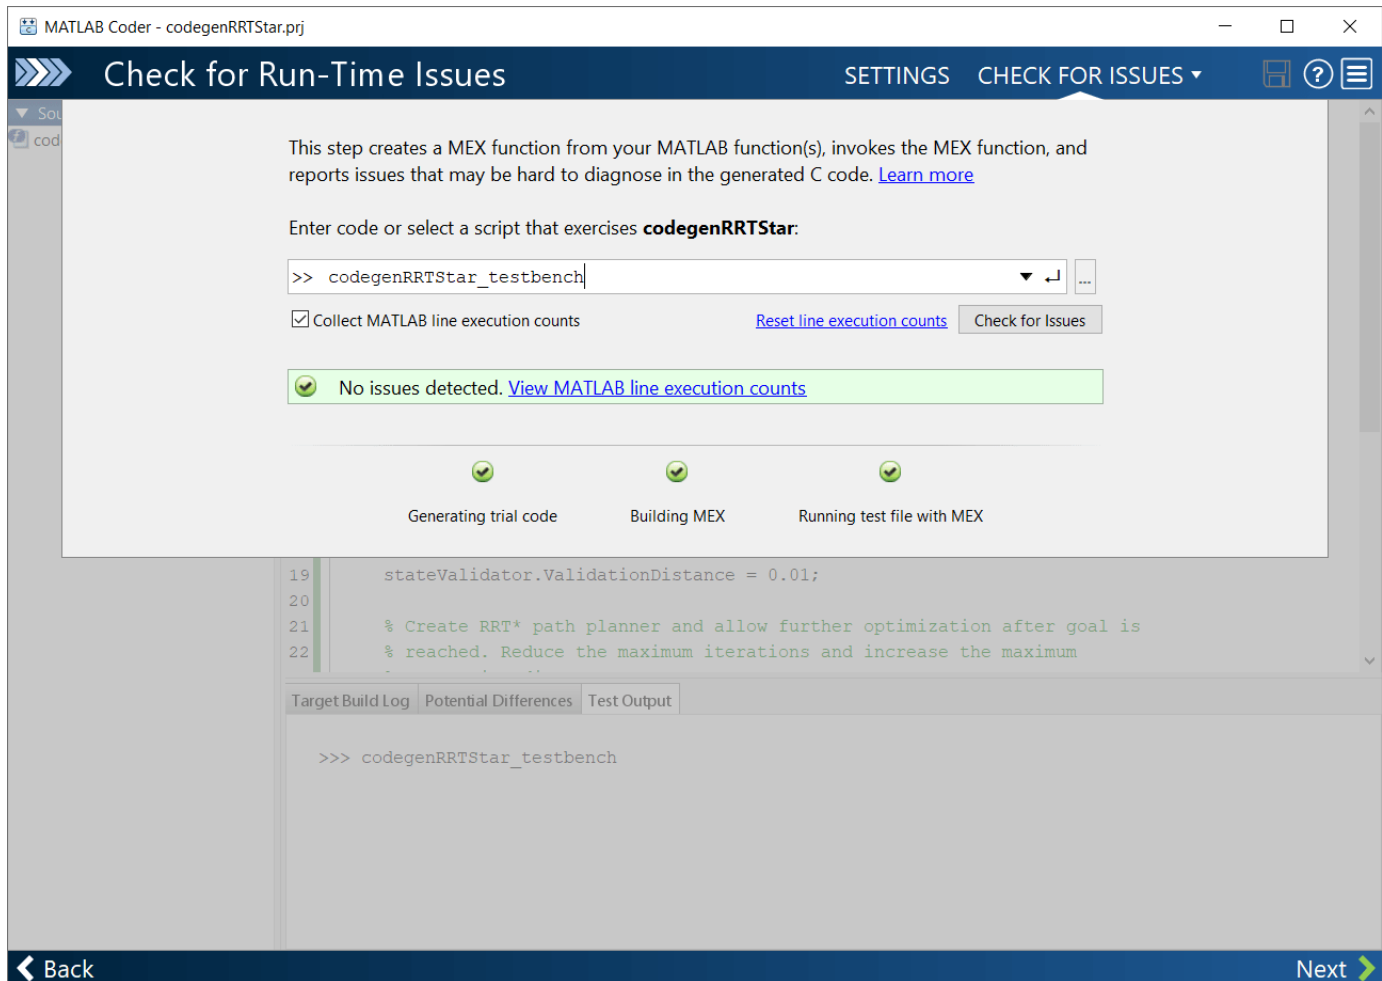 MATLAB Coder - codegenRRTStar.prj
Check for Run-Time Issues
SETTINGS
CHECK FOR ISSUES
Sou
cod
This step creates a MEX function from your MATLAB function(s), invokes the MEX function, and
reports issues that may be hard to diagnose in the generated C code. Learn more
Enter code or select a script that exercises codegenRRTStar:
>> codegenRRTStar_testbench
...
Collect MATLAB line execution counts
Reset line execution counts
Check for Issues
No issues detected. View MATLAB line execution counts
Generating trial code
Building MEX
Running test file with MEX
19 stateValidator.ValidationDistance = 0.01;
20
21 % Create RRT* path planner and allow further optimization after goal is
22 % reached. Reduce the maximum iterations and increase the maximum
Target Build Log
Potential Differences
Test Output
>>> codegenRRTStar_testbench
Back
Next